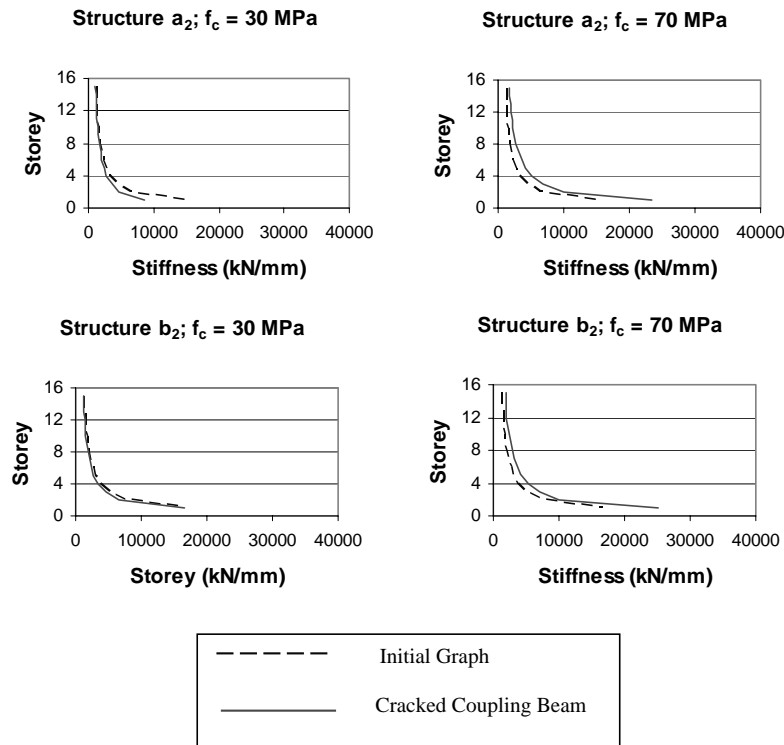 Structure a₂; f_c = 30 MPa
Storey
16
12
8
4
0
0 10000 20000 30000 40000
Stiffness (kN/mm)
Structure a₂; f_c = 70 MPa
Storey
16
12
8
4
0
0 10000 20000 30000 40000
Stiffness (kN/mm)
Structure b₂; f_c = 30 MPa
Storey
16
12
8
4
0
0 10000 20000 30000 40000
Storey (kN/mm)
Structure b₂; f_c = 70 MPa
Storey
16
12
8
4
0
0 10000 20000 30000 40000
Stiffness (kN/mm)
Initial Graph
Cracked Coupling Beam